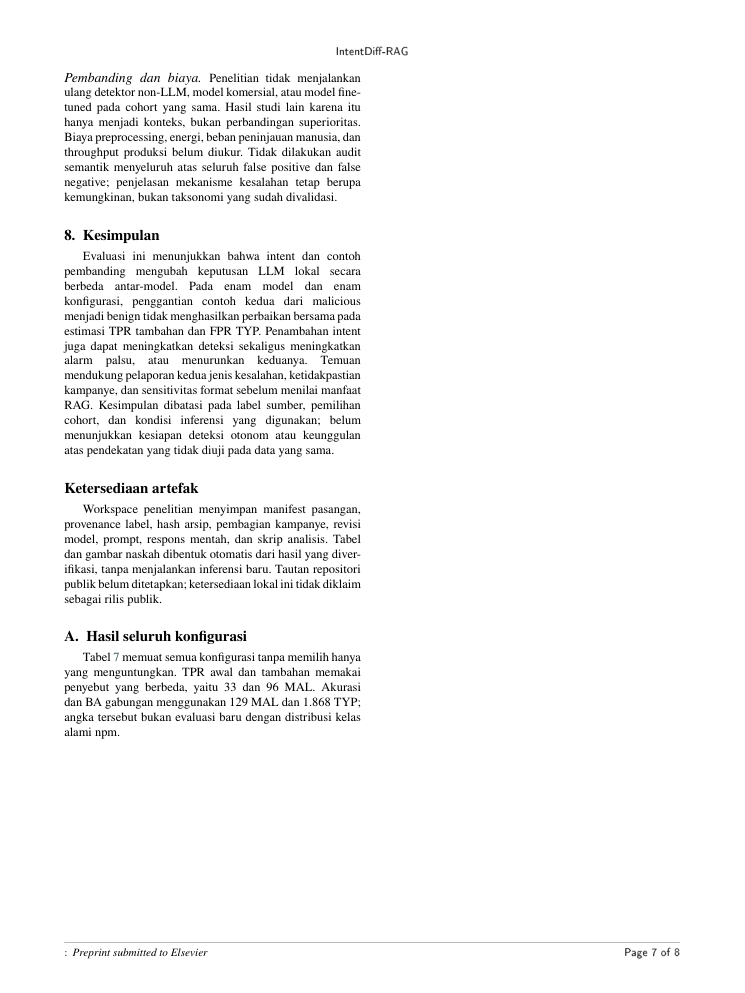 IntentDiff-RAG
Pembanding dan biaya. Penelitian tidak menjalankan
ulang detektor non-LLM, model komersial, atau model fine-
tuned pada cohort yang sama. Hasil studi lain karena itu
hanya menjadi konteks, bukan perbandingan superioritas.
Biaya preprocessing, energi, beban peninjauan manusia, dan
throughput produksi belum diukur. Tidak dilakukan audit
semantik menyeluruh atas seluruh false positive dan false
negative; penjelasan mekanisme kesalahan tetap berupa
kemungkinan, bukan taksonomi yang sudah divalidasi.
8. Kesimpulan
Evaluasi ini menunjukkan bahwa intent dan contoh
pembanding mengubah keputusan LLM lokal secara
berbeda antar-model. Pada enam model dan enam
konfigurasi, penggantian contoh kedua dari malicious
menjadi benign tidak menghasilkan perbaikan bersama pada
estimasi TPR tambahan dan FPR TYP. Penambahan intent
juga dapat meningkatkan deteksi sekaligus meningkatkan
alarm palsu, atau menurunkan keduanya. Temuan
mendukung pelaporan kedua jenis kesalahan, ketidakpastian
kampanye, dan sensitivitas format sebelum menilai manfaat
RAG. Kesimpulan dibatasi pada label sumber, pemilihan
cohort, dan kondisi inferensi yang digunakan; belum
menunjukkan kesiapan deteksi otonom atau keunggulan
atas pendekatan yang tidak diuji pada data yang sama.
Ketersediaan artefak
Workspace penelitian menyimpan manifest pasangan,
provenance label, hash arsip, pembagian kampanye, revisi
model, prompt, respons mentah, dan skrip analisis. Tabel
dan gambar naskah dibentuk otomatis dari hasil yang diver-
ifikasi, tanpa menjalankan inferensi baru. Tautan repositori
publik belum ditetapkan; ketersediaan lokal ini tidak diklaim
sebagai rilis publik.
A. Hasil seluruh konfigurasi
Tabel 7 memuat semua konfigurasi tanpa memilih hanya
yang menguntungkan. TPR awal dan tambahan memakai
penyebut yang berbeda, yaitu 33 dan 96 MAL. Akurasi
dan BA gabungan menggunakan 129 MAL dan 1.868 TYP;
angka tersebut bukan evaluasi baru dengan distribusi kelas
alami npm.
: Preprint submitted to Elsevier
Page 7 of 8